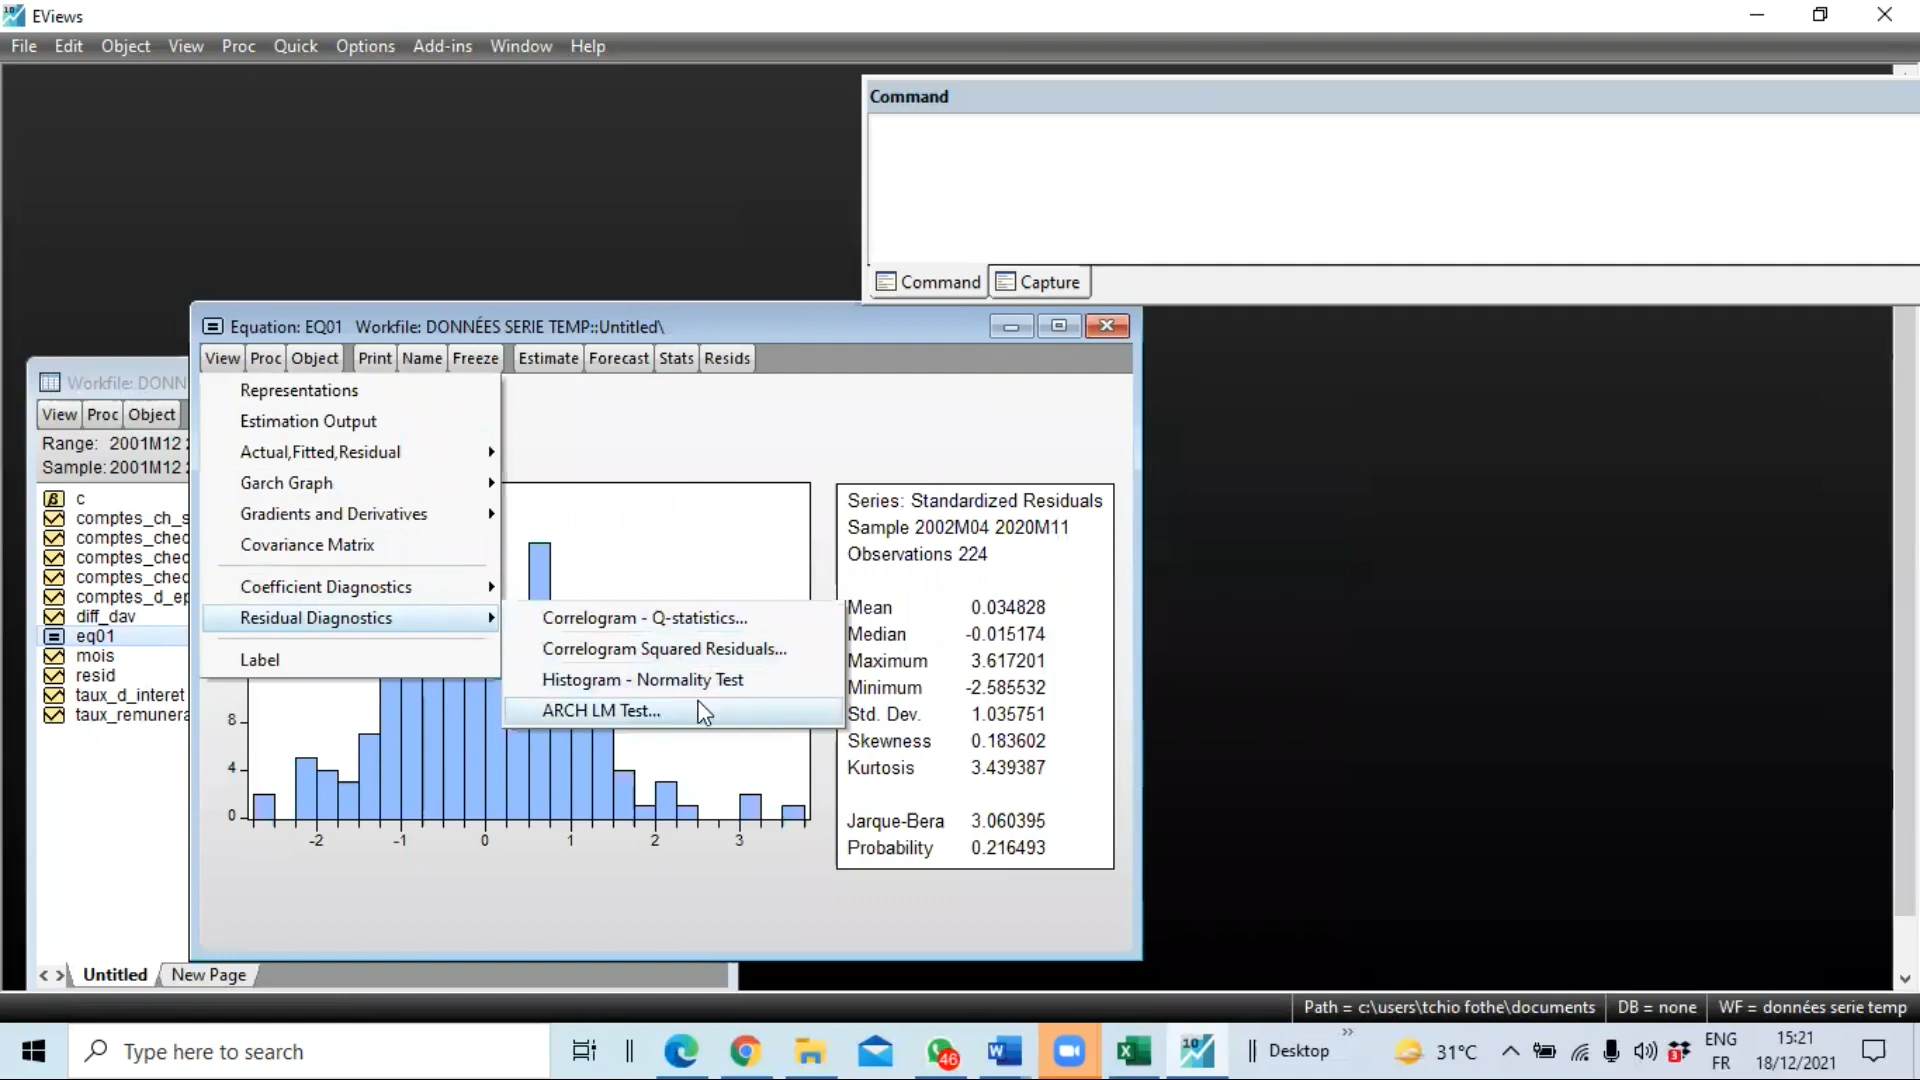 EViews
File Edit Object View Proc Quick Options Add-ins Window Help
Command
Command Capture
Equation: EQ01 Workfile: DONNÉES SERIE TEMP::Untitled\
View Proc Object Print Name Freeze Estimate Forecast Stats Resids
Representations
Estimation Output
Actual,Fitted,Residual
Garch Graph
Gradients and Derivatives
Covariance Matrix
Coefficient Diagnostics
Residual Diagnostics
Label
Correlogram - Q-statistics...
Correlogram Squared Residuals...
Histogram - Normality Test
ARCH LM Test...
8
4
0
-2 -1 0 1 2 3
Series: Standardized Residuals
Sample 2002M04 2020M11
Observations 224
Mean 0.034828
Median -0.015174
Maximum 3.617201
Minimum -2.585532
Std. Dev. 1.035751
Skewness 0.183602
Kurtosis 3.439387
Jarque-Bera 3.060395
Probability 0.216493
Workfile: DONN
View Proc Object
Range: 2001M12
Sample: 2001M12
c
comptes_ch_s
comptes_chec
comptes_chec
comptes_chec
comptes_d_ep
diff_dav
eq01
mois
resid
taux_d_interet
taux_remunera
Untitled New Page
Path = c:\users\tchio fothe\documents DB = none WF = données serie temp
Type here to search
46
10
Desktop
31°C
3
ENG
FR
15:21
18/12/2021